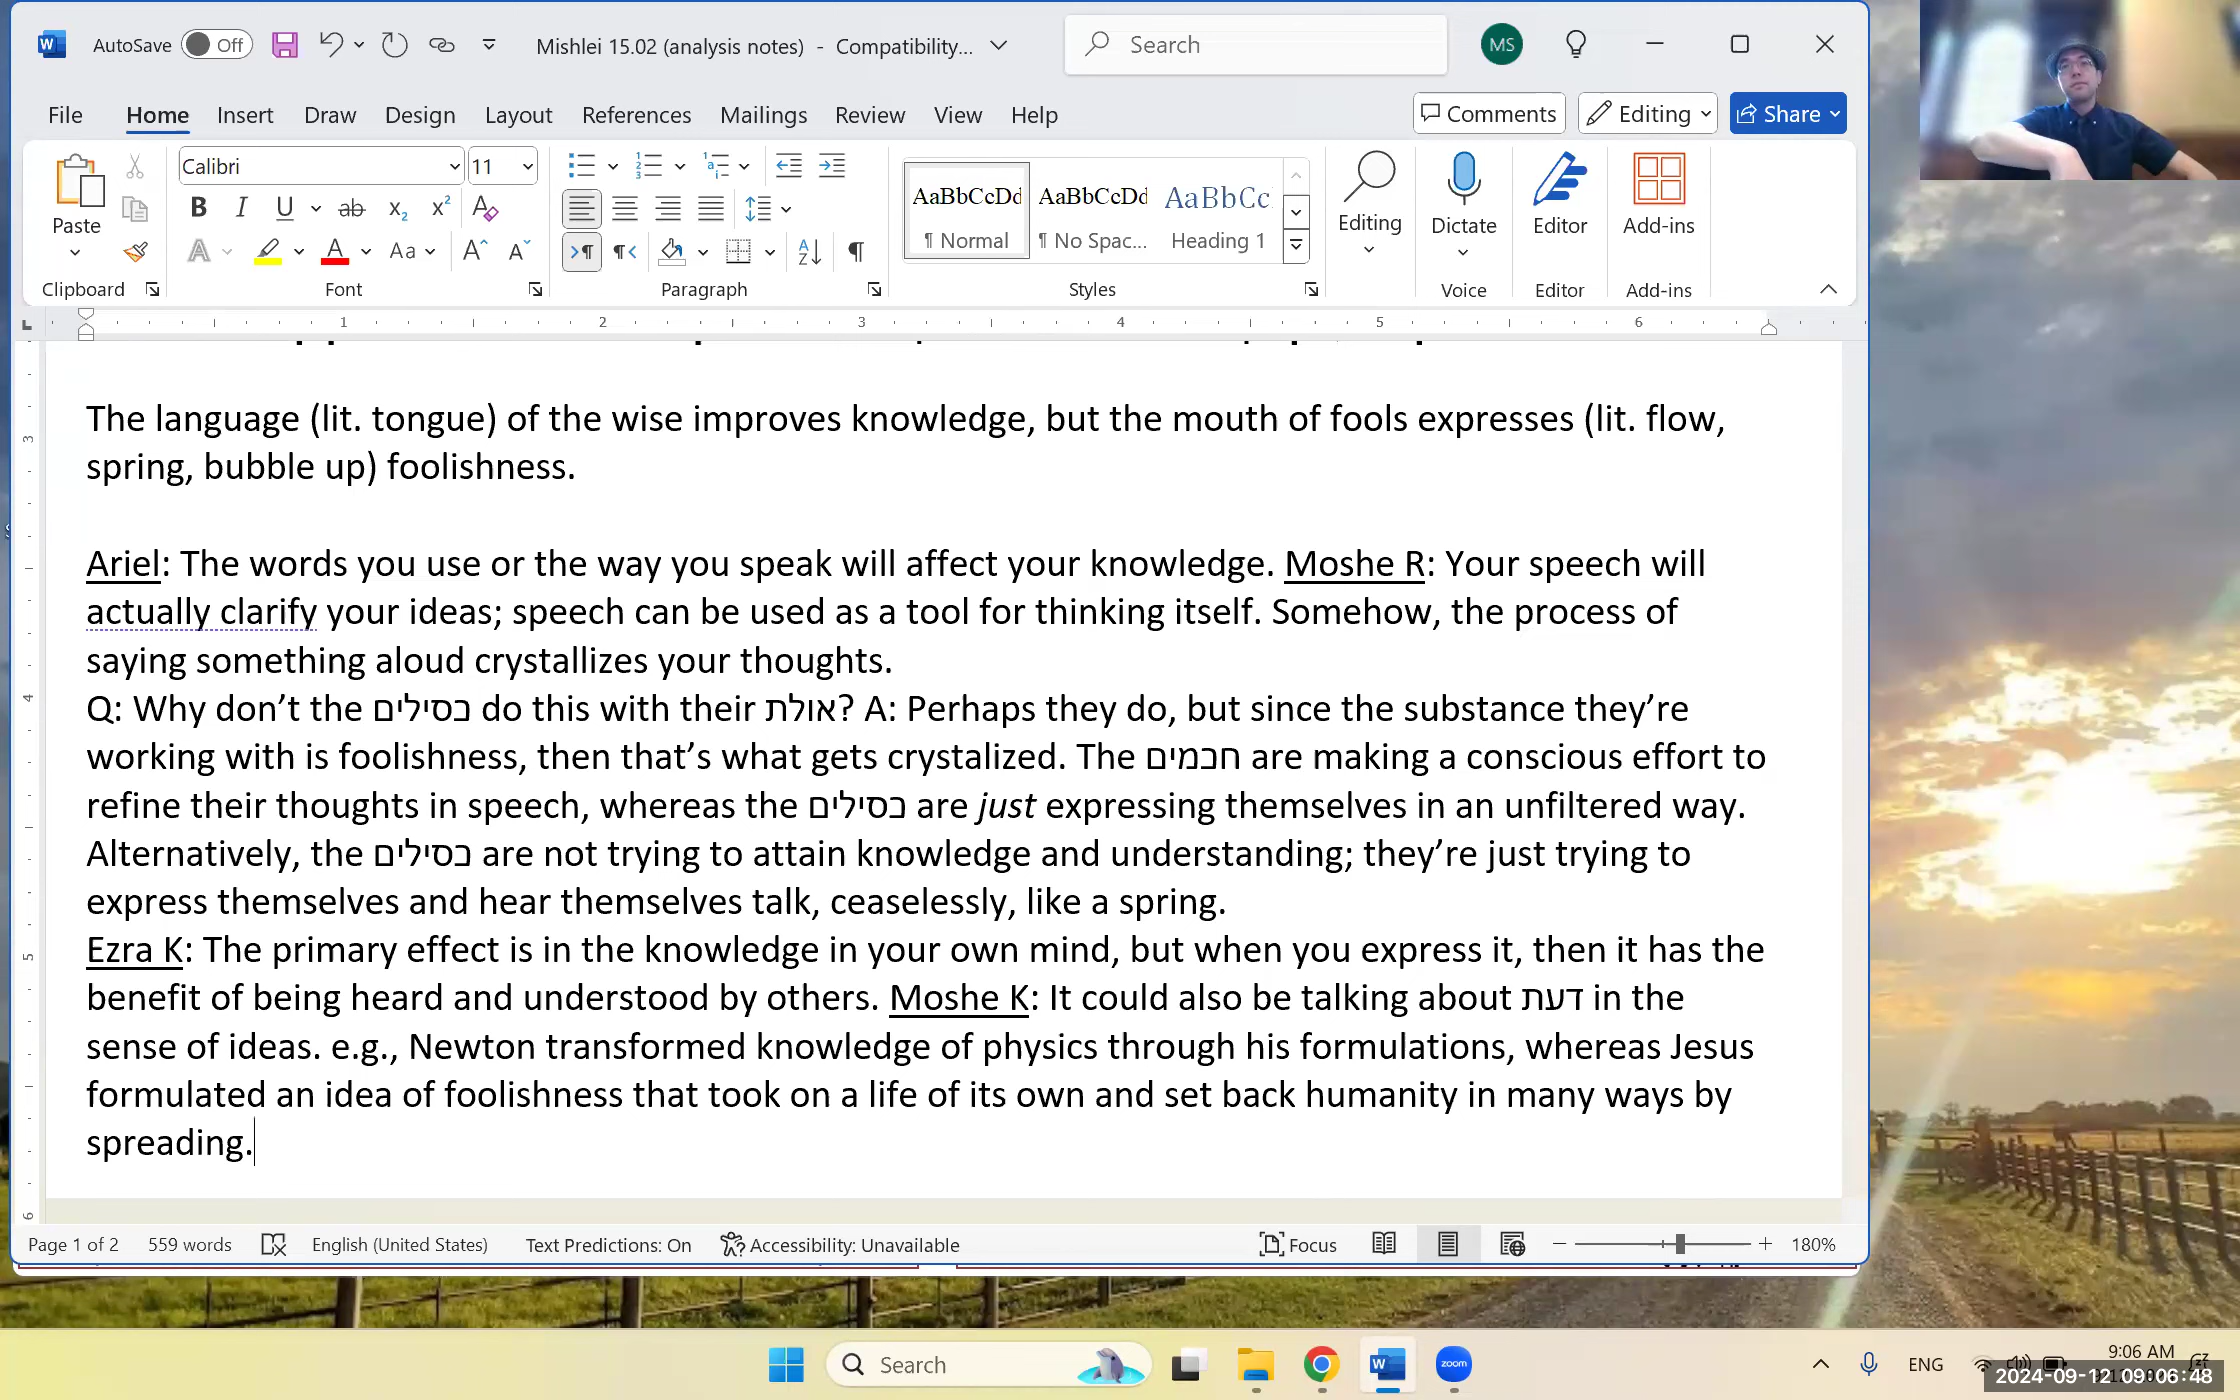 AutoSave Off Mishlei 15.02 (analysis notes) - Compatibility... Search MS
File Home Insert Draw Design Layout References Mailings Review View Help Comments Editing Share
Paste Calibri 11 AaBbCcDd AaBbCcDd AaBbCc Editing Dictate Editor Add-ins
¶ Normal ¶ No Spac... Heading 1
Clipboard Font Paragraph Styles Voice Editor Add-ins
1 2 3 4 5 6
The language (lit. tongue) of the wise improves knowledge, but the mouth of fools expresses (lit. flow,
spring, bubble up) foolishness.
Ariel: The words you use or the way you speak will affect your knowledge. Moshe R: Your speech will
actually clarify your ideas; speech can be used as a tool for thinking itself. Somehow, the process of
saying something aloud crystallizes your thoughts.
Q: Why don’t the כסילים do this with their אולת? A: Perhaps they do, but since the substance they’re
working with is foolishness, then that’s what gets crystalized. The חכמים are making a conscious effort to
refine their thoughts in speech, whereas the כסילים are just expressing themselves in an unfiltered way.
Alternatively, the כסילים are not trying to attain knowledge and understanding; they’re just trying to
express themselves and hear themselves talk, ceaselessly, like a spring.
Ezra K: The primary effect is in the knowledge in your own mind, but when you express it, then it has the
benefit of being heard and understood by others. Moshe K: It could also be talking about דעת in the
sense of ideas. e.g., Newton transformed knowledge of physics through his formulations, whereas Jesus
formulated an idea of foolishness that took on a life of its own and set back humanity in many ways by
spreading.
3
4
5
6
Page 1 of 2 559 words English (United States) Text Predictions: On Accessibility: Unavailable Focus 180%
Search zoom ENG 9:06 AM
2024-09-12 09:06:48